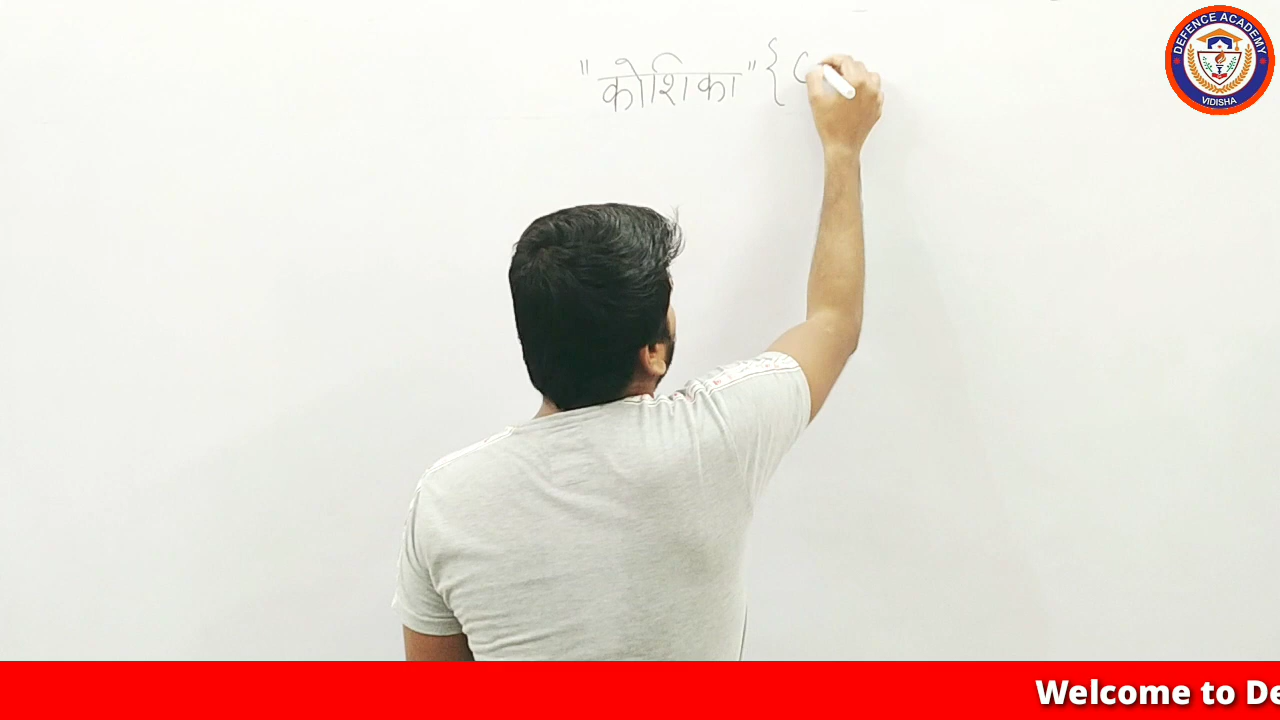 "कोशिका" { C
DEFENCE ACADEMY
VIDISHA
Welcome to De